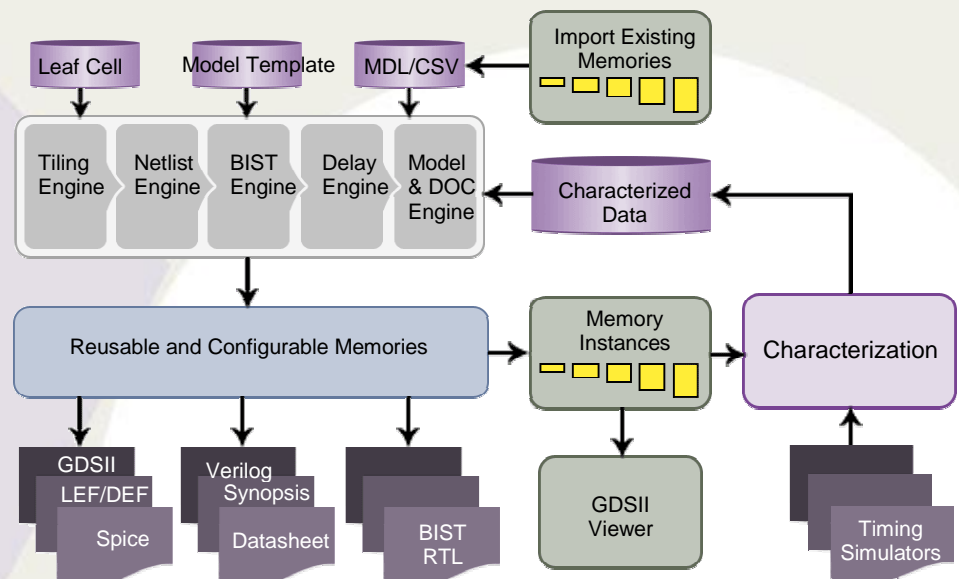 Leaf Cell
Model Template
MDL/CSV
Import Existing
Memories
Tiling
Engine
Netlist
Engine
BIST
Engine
Delay
Engine
Model
& DOC
Engine
Characterized
Data
Reusable and Configurable Memories
Memory
Instances
Characterization
GDSII
LEF/DEF
Spice
Verilog
Synopsis
Datasheet
BIST
RTL
GDSII
Viewer
Timing
Simulators